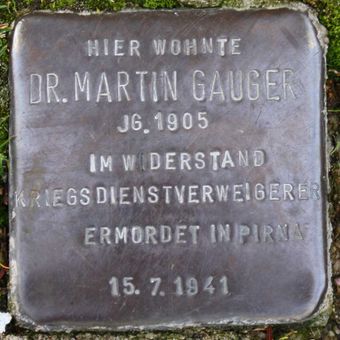 HIER WOHNTE
DR. MARTIN GAUGER
JG. 1905
IM WIDERSTAND
KRIEGSDIENSTVERWEIGERER
ERMORDET IN PIRNA
15. 7. 1941